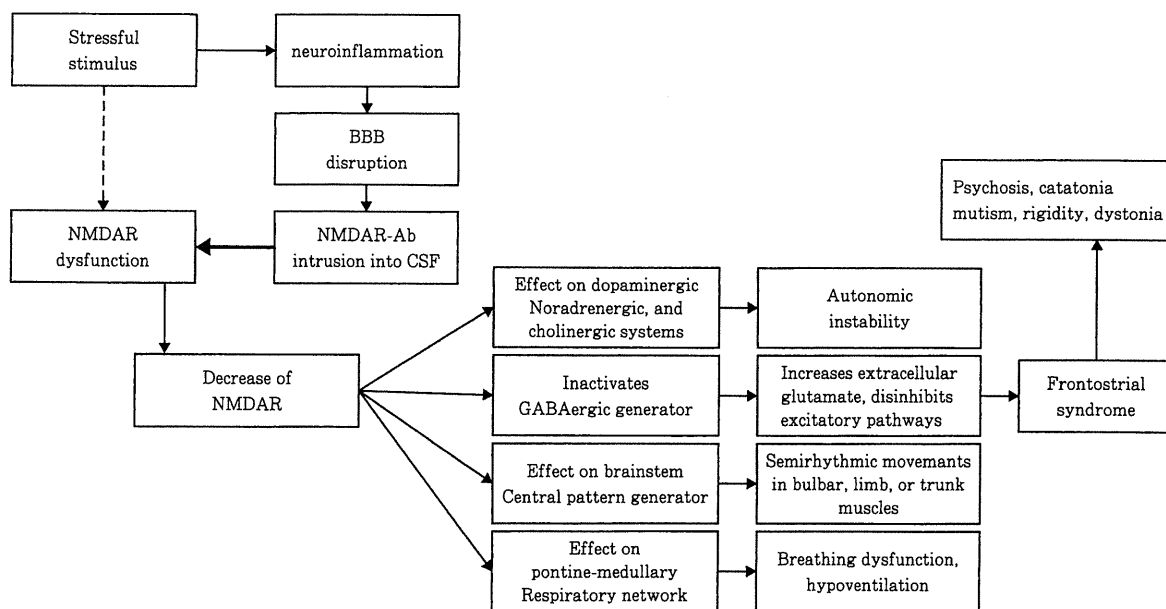 Stressful
stimulus
neuroinflammation
BBB
disruption
NMDAR
dysfunction
NMDAR-Ab
intrusion into CSF
Psychosis, catatonia
mutism, rigidity, dystonia
Decrease of
NMDAR
Effect on dopaminergic
Noradrenergic, and
cholinergic systems
Autonomic
instability
Inactivates
GABAergic generator
Increases extracellular
glutamate, disinhibits
excitatory pathways
Frontostrial
syndrome
Effect on brainstem
Central pattern generator
Semirhythmic movemants
in bulbar, limb, or trunk
muscles
Effect on
pontine-medullary
Respiratory network
Breathing dysfunction,
hypoventilation